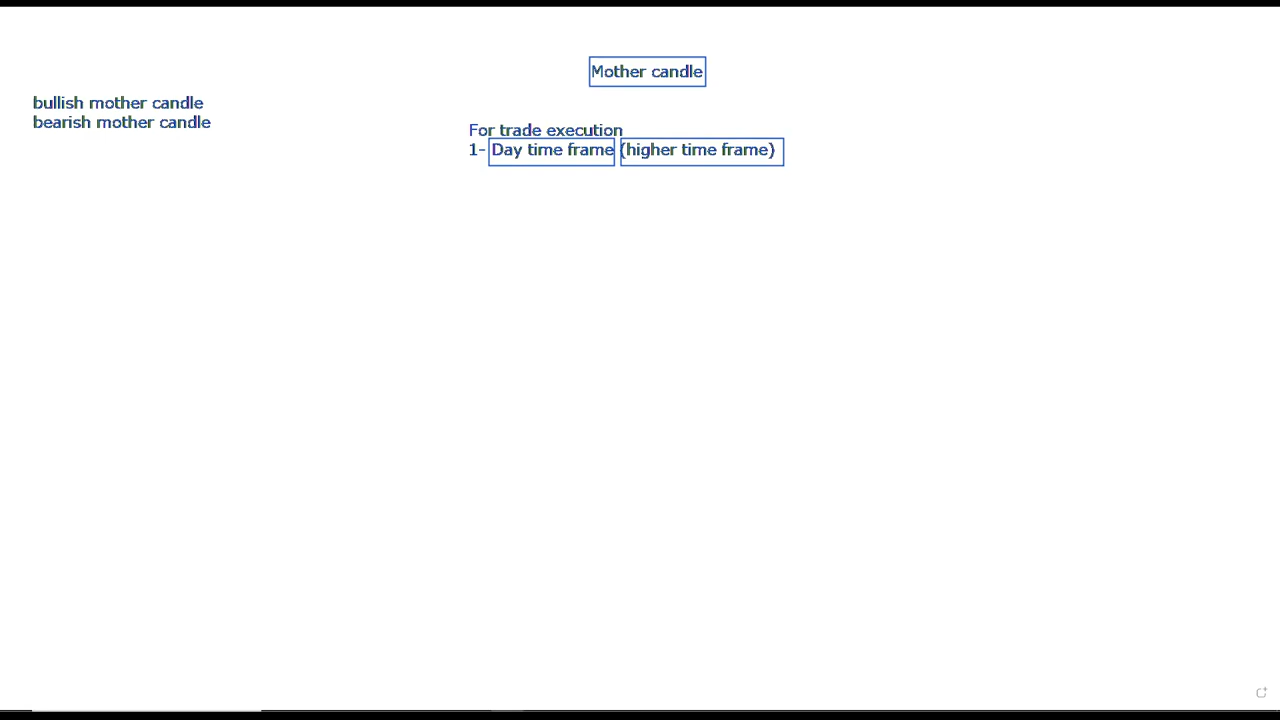 Mother candle
bullish mother candle
bearish mother candle
For trade execution
1- Day time frame (higher time frame)